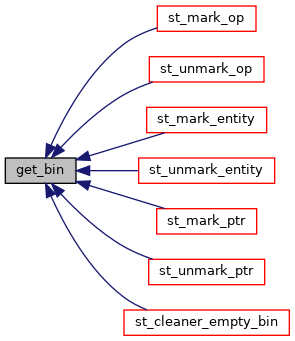 st_mark_op
st_unmark_op
st_mark_entity
get_bin
st_unmark_entity
st_mark_ptr
st_unmark_ptr
st_cleaner_empty_bin